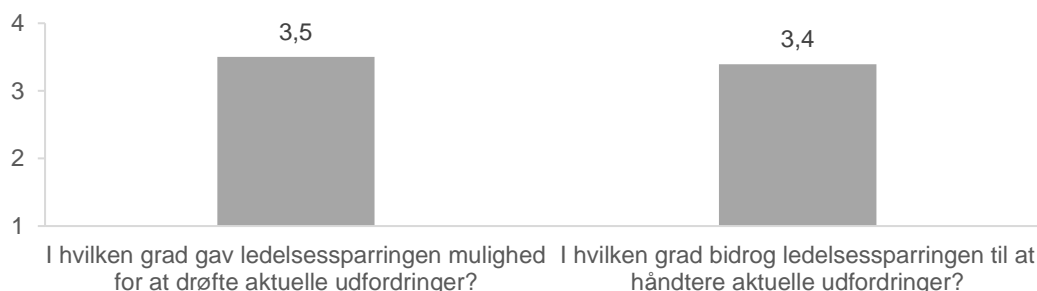 4
3,5
3,4
3
2
1
I hvilken grad gav ledelsessparringen mulighed
for at drøfte aktuelle udfordringer?
I hvilken grad bidrog ledelsessparringen til at
håndtere aktuelle udfordringer?